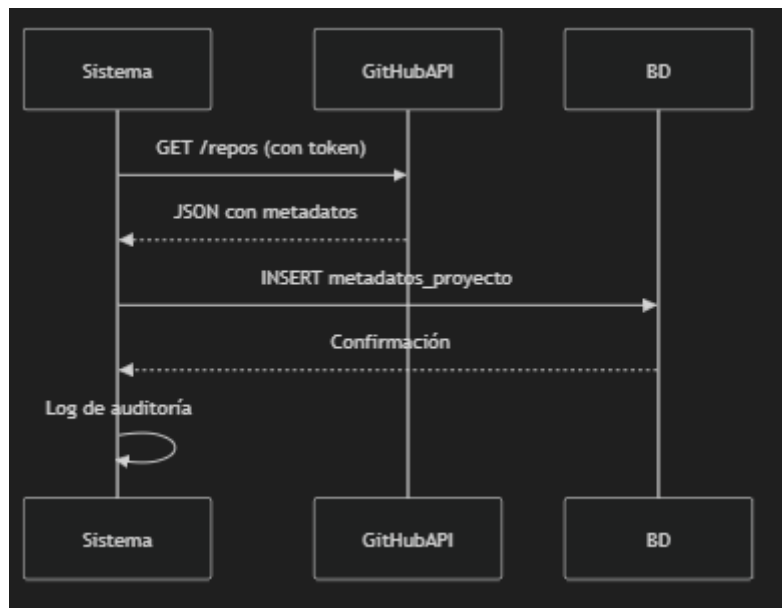 Sistema
GitHubAPI
BD
GET /repos (con token)
JSON con metadatos
INSERT metadatos_proyecto
Confirmación
Log de auditoría
Sistema
GitHubAPI
BD